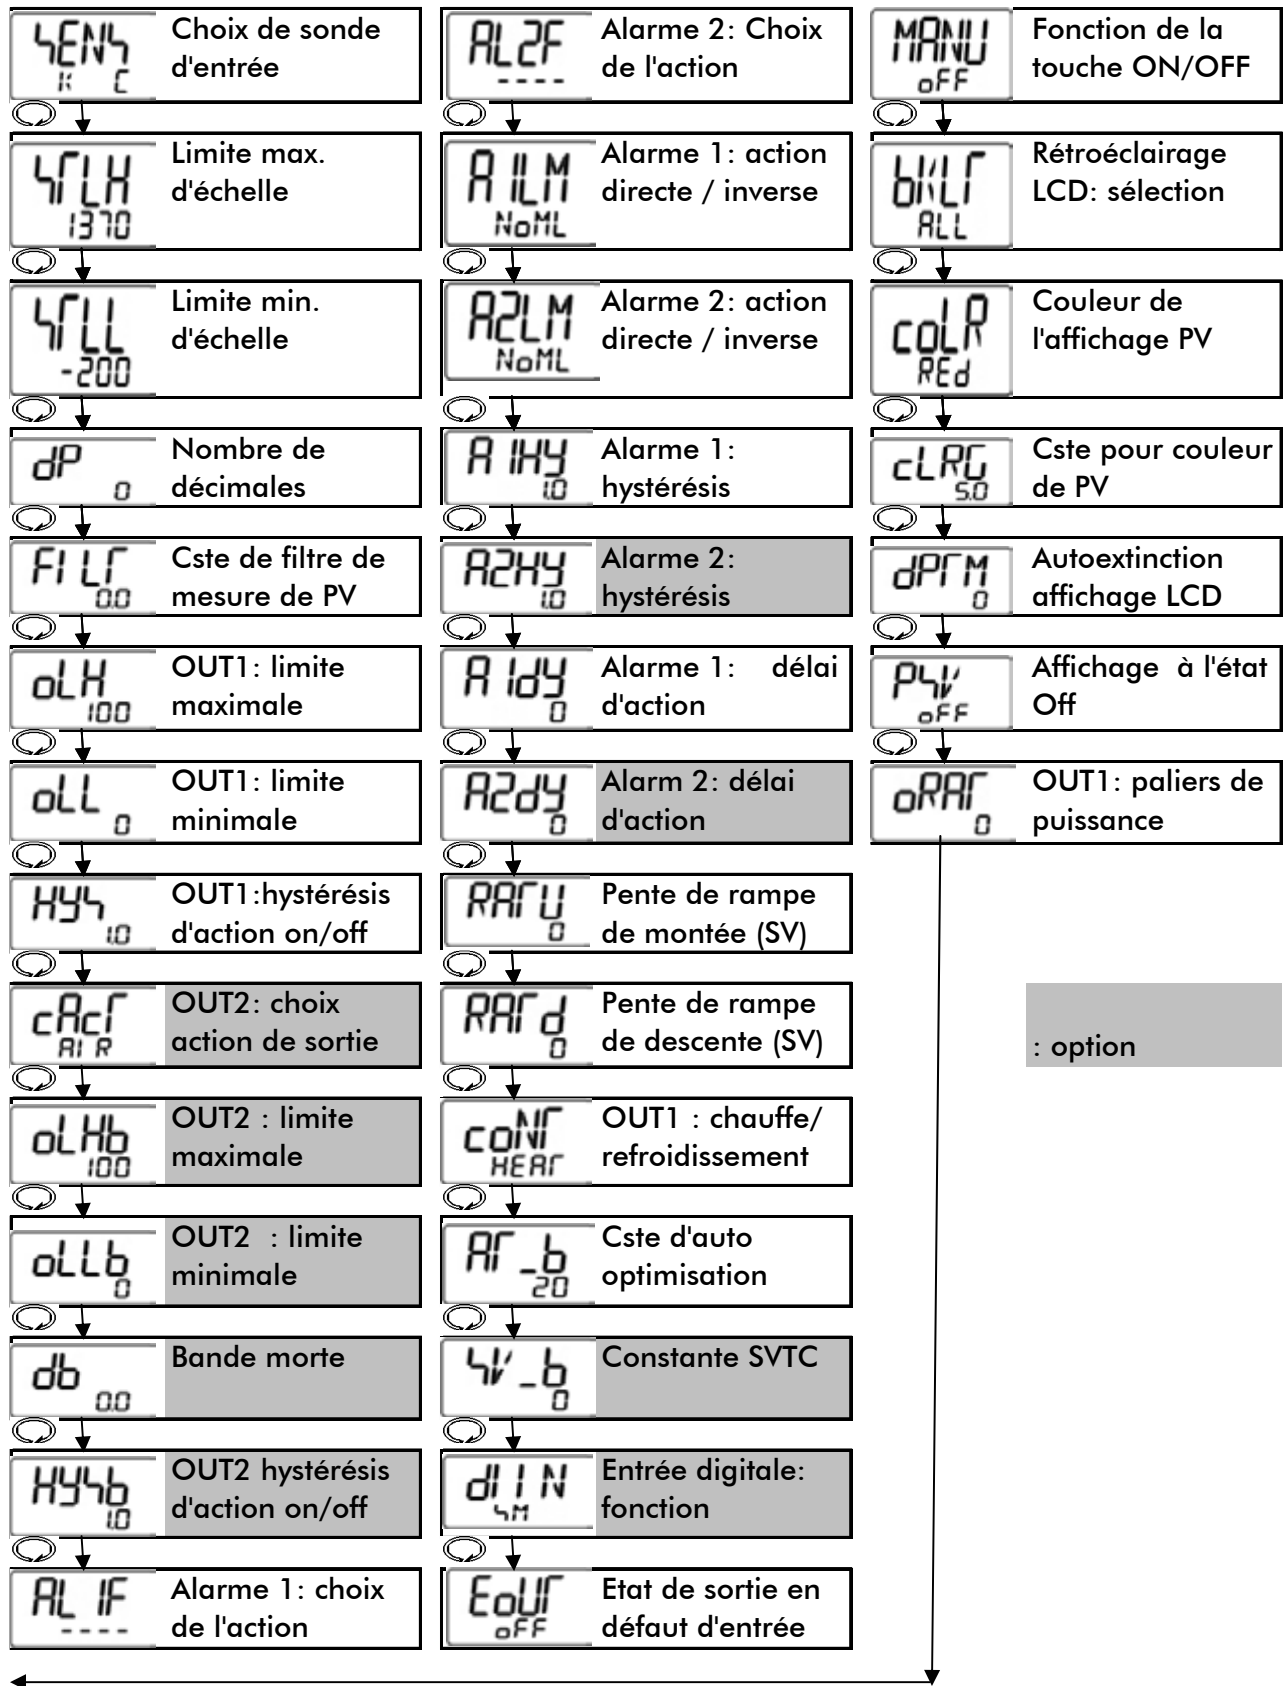 SENS
K C
Choix de sonde
d'entrée
STLH
1370
Limite max.
d'échelle
STLL
-200
Limite min.
d'échelle
dP
0
Nombre de
décimales
FILT
0.0
Cste de filtre de
mesure de PV
oLH
100
OUT1: limite
maximale
oLL
0
OUT1: limite
minimale
HYS
1.0
OUT1:hystérésis
d'action on/off
cAcT
AIR
OUT2: choix
action de sortie
oLHb
100
OUT2 : limite
maximale
oLLb
0
OUT2 : limite
minimale
db
0.0
Bande morte
HYSb
1.0
OUT2 hystérésis
d'action on/off
AL1F
----
Alarme 1: choix
de l'action
AL2F
----
Alarme 2: Choix
de l'action
A1LM
NoML
Alarme 1: action
directe / inverse
A2LM
NoML
Alarme 2: action
directe / inverse
A1HY
1.0
Alarme 1:
hystérésis
A2HY
1.0
Alarme 2:
hystérésis
A1dY
0
Alarme 1: délai
d'action
A2dY
0
Alarm 2: délai
d'action
RATU
0
Pente de rampe
de montée (SV)
RATd
0
Pente de rampe
de descente (SV)
coNT
HEAT
OUT1 : chauffe/
refroidissement
AT_b
20
Cste d'auto
optimisation
SV_b
0
Constante SVTC
dI1N
SM
Entrée digitale:
fonction
EoUT
oFF
Etat de sortie en
défaut d'entrée
MANU
oFF
Fonction de la
touche ON/OFF
bKLT
ALL
Rétroéclairage
LCD: sélection
coLR
REd
Couleur de
l'affichage PV
cLRG
5.0
Cste pour couleur
de PV
dPTM
0
Autoextinction
affichage LCD
PSV
oFF
Affichage à l'état
Off
oRAT
0
OUT1: paliers de
puissance
: option